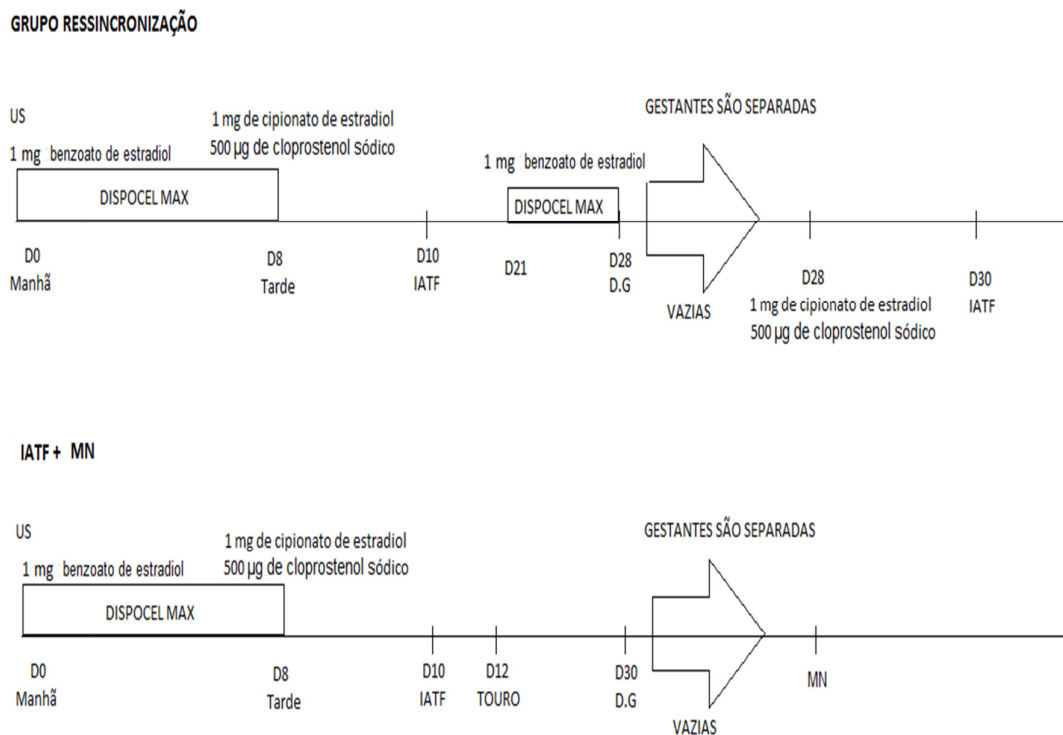 GRUPO RESSINCRONIZAÇÃO
US
1 mg benzoato de estradiol
1 mg de cipionato de estradiol
500 µg de cloprostenol sódico
DISPOCEL MAX
1 mg benzoato de estradiol
DISPOCEL MAX
GESTANTES SÃO SEPARADAS
D0
Manhã
D8
Tarde
D10
IATF
D21
D28
D.G
VAZIAS
D28
1 mg de cipionato de estradiol
500 µg de cloprostenol sódico
D30
IATF
IATF + MN
US
1 mg benzoato de estradiol
1 mg de cipionato de estradiol
500 µg de cloprostenol sódico
DISPOCEL MAX
GESTANTES SÃO SEPARADAS
D0
Manhã
D8
Tarde
D10
IATF
D12
TOURO
D30
D.G
VAZIAS
MN